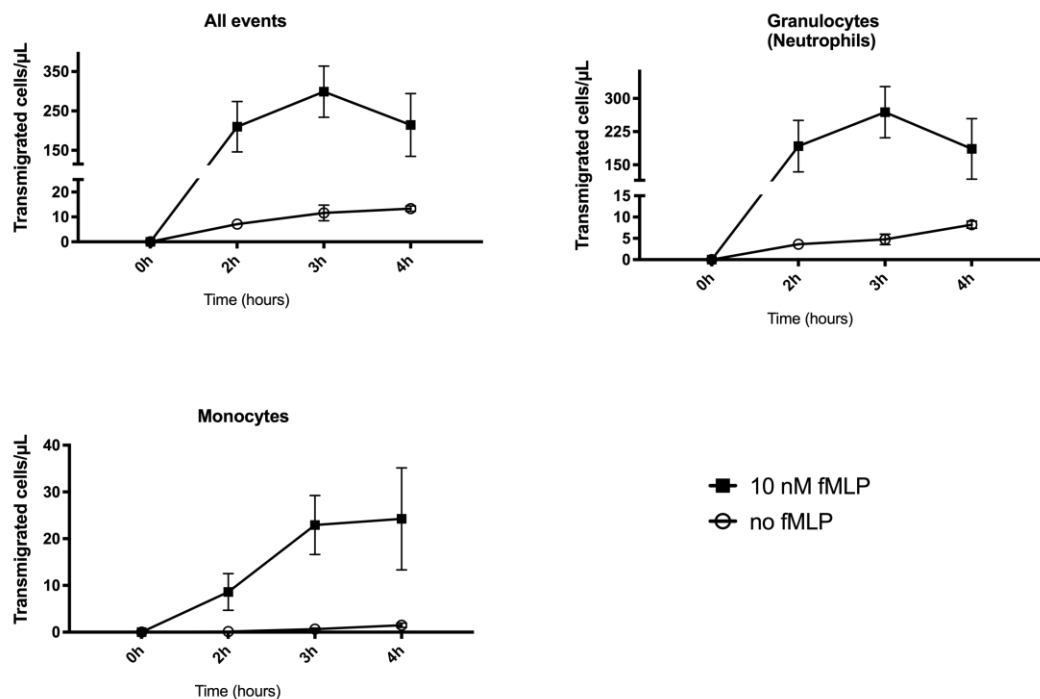 All events
Transmigrated cells/µL
350
250
150
20
10
0
0h
2h
3h
4h
Time (hours)
Granulocytes
(Neutrophils)
Transmigrated cells/µL
300
225
150
15
10
5
0
0h
2h
3h
4h
Time (hours)
Monocytes
Transmigrated cells/µL
40
30
20
10
0
0h
2h
3h
4h
Time (hours)
10 nM fMLP
no fMLP